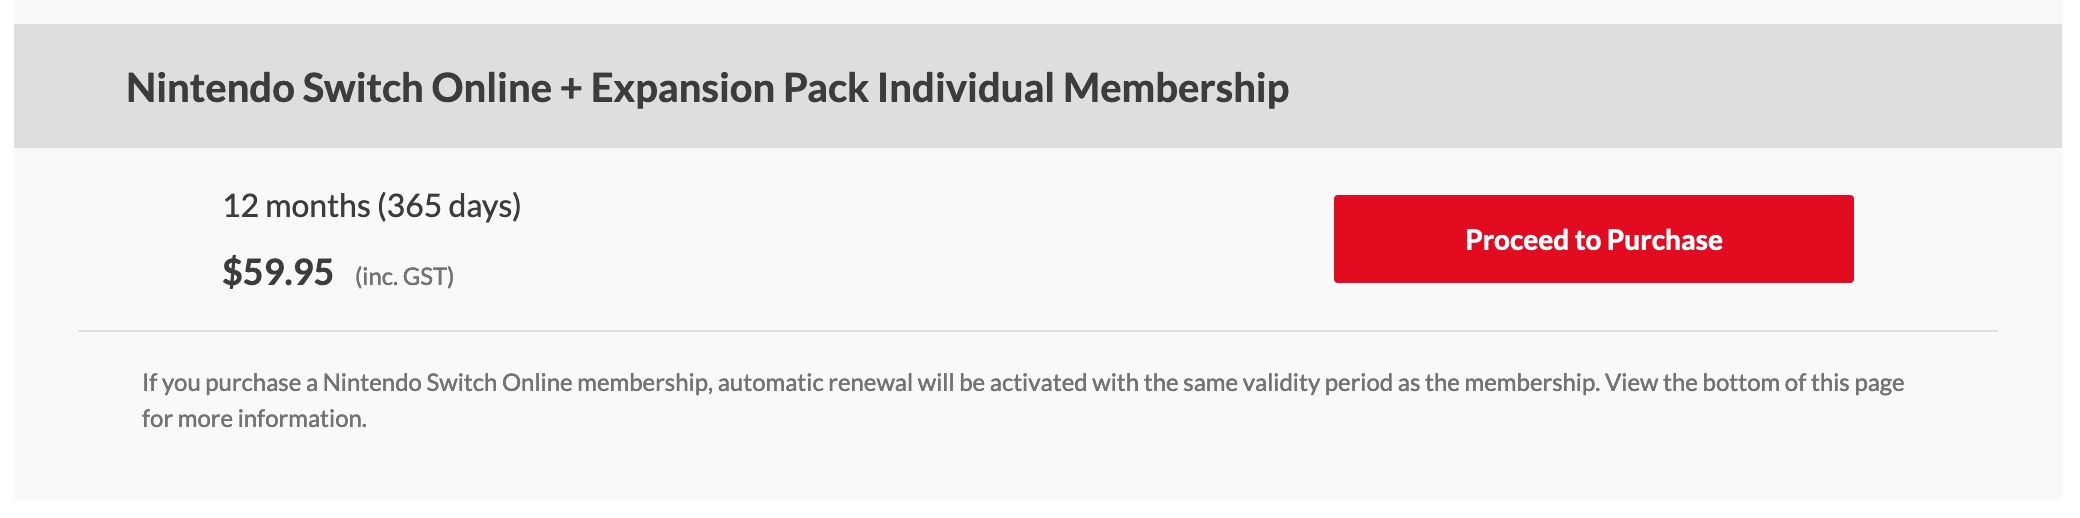 Nintendo Switch Online + Expansion Pack Individual Membership
12 months (365 days)
$59.95 (inc. GST)
Proceed to Purchase
If you purchase a Nintendo Switch Online membership, automatic renewal will be activated with the same validity period as the membership. View the bottom of this page
for more information.